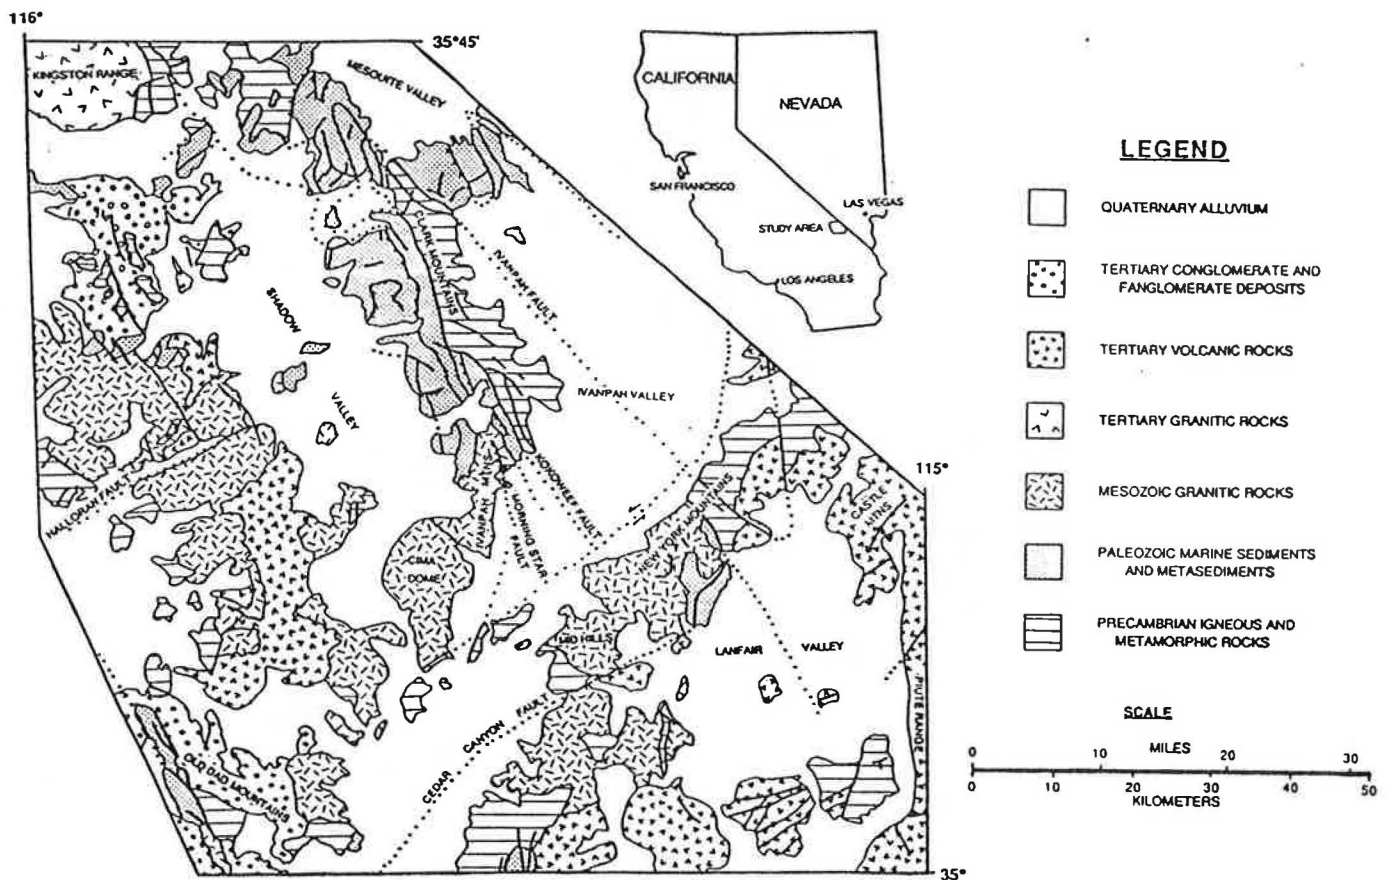 116°
35°45'
KINGSTON RANGE
MESQUITE VALLEY
CLARK MOUNTAINS
IVANPAH FAULT
SHADOW
VALLEY
IVANPAH VALLEY
HALLORAN FAULT
IVANPAH MTNS
MORNING STAR
FAULT
KOKOWEEF FAULT
NEW YORK MOUNTAINS
CASTLE
MTNS
115°
CIMA
DOME
MID HILLS
LANFAIR VALLEY
PIUTE RANGE
CEDAR CANYON FAULT
OLD DAD MOUNTAINS
35°
CALIFORNIA
NEVADA
SAN FRANCISCO
LAS VEGAS
STUDY AREA
LOS ANGELES
LEGEND
QUATERNARY ALLUVIUM
TERTIARY CONGLOMERATE AND
FANGLOMERATE DEPOSITS
TERTIARY VOLCANIC ROCKS
TERTIARY GRANITIC ROCKS
MESOZOIC GRANITIC ROCKS
PALEOZOIC MARINE SEDIMENTS
AND METASEDIMENTS
PRECAMBRIAN IGNEOUS AND
METAMORPHIC ROCKS
SCALE
0 10 MILES 20 30
0 10 20 30 40 50
KILOMETERS